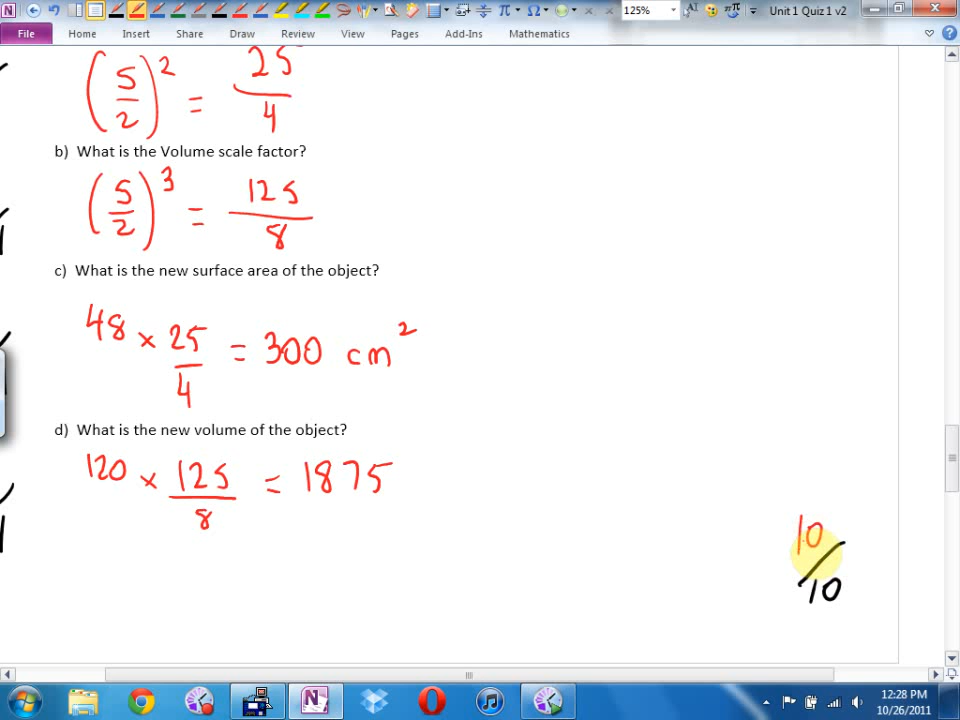 125%
Unit 1 Quiz 1 v2
File Home Insert Share Draw Review View Pages Add-Ins Mathematics
(5/2)² = 25/4
b) What is the Volume scale factor?
(5/2)³ = 125/8
c) What is the new surface area of the object?
48 × 25/4 = 300 cm²
d) What is the new volume of the object?
120 × 125/8 = 1875
10/10
12:28 PM
10/26/2011